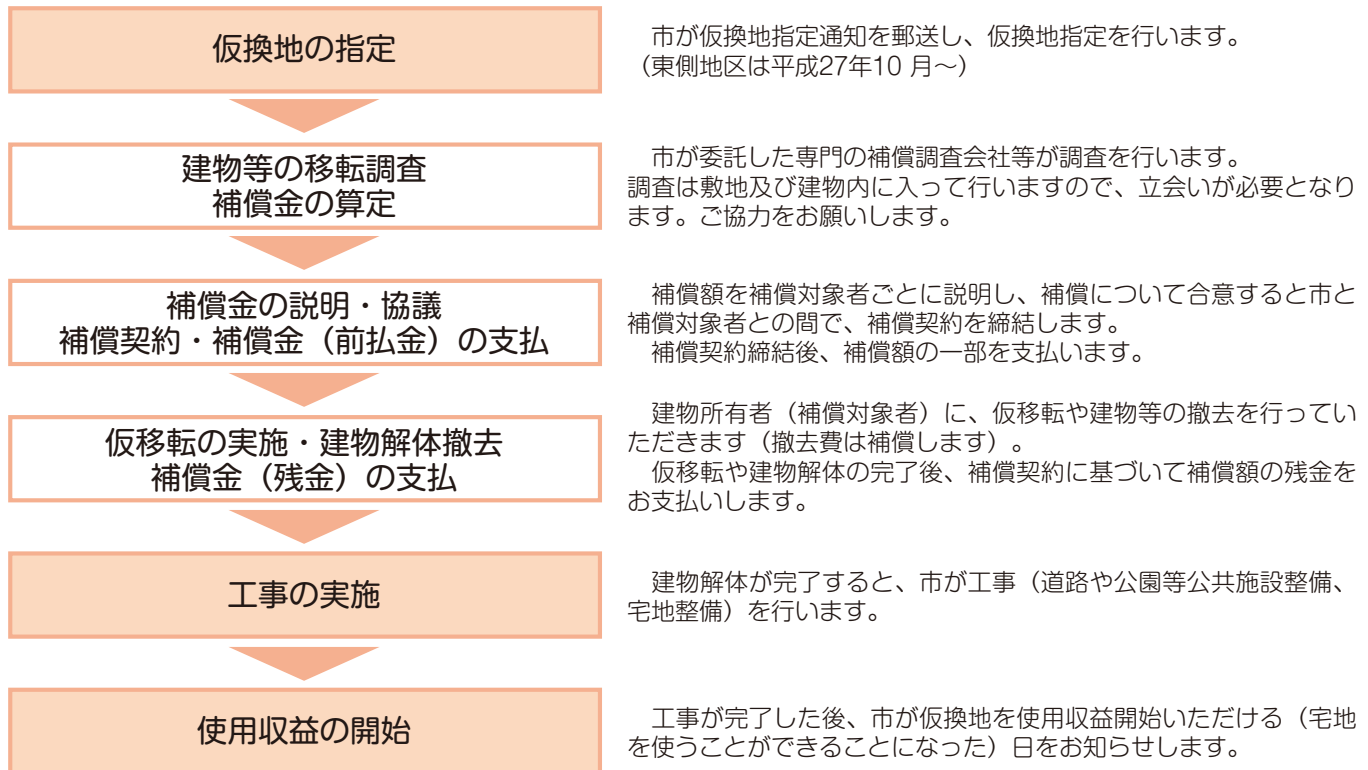 仮換地の指定
　市が仮換地指定通知を郵送し、仮換地指定を行います。
（東側地区は平成27年10 月～）
建物等の移転調査
補償金の算定
　市が委託した専門の補償調査会社等が調査を行います。
調査は敷地及び建物内に入って行いますので、立会いが必要となり
ます。ご協力をお願いします。
補償金の説明・協議
補償契約・補償金（前払金）の支払
　補償額を補償対象者ごとに説明し、補償について合意すると市と
補償対象者との間で、補償契約を締結します。
　補償契約締結後、補償額の一部を支払います。
仮移転の実施・建物解体撤去
補償金（残金）の支払
　建物所有者（補償対象者）に、仮移転や建物等の撤去を行ってい
ただきます（撤去費は補償します）。
　仮移転や建物解体の完了後、補償契約に基づいて補償額の残金を
お支払いします。
工事の実施
　建物解体が完了すると、市が工事（道路や公園等公共施設整備、
宅地整備）を行います。
使用収益の開始
　工事が完了した後、市が仮換地を使用収益開始いただける（宅地
を使うことができることになった）日をお知らせします。